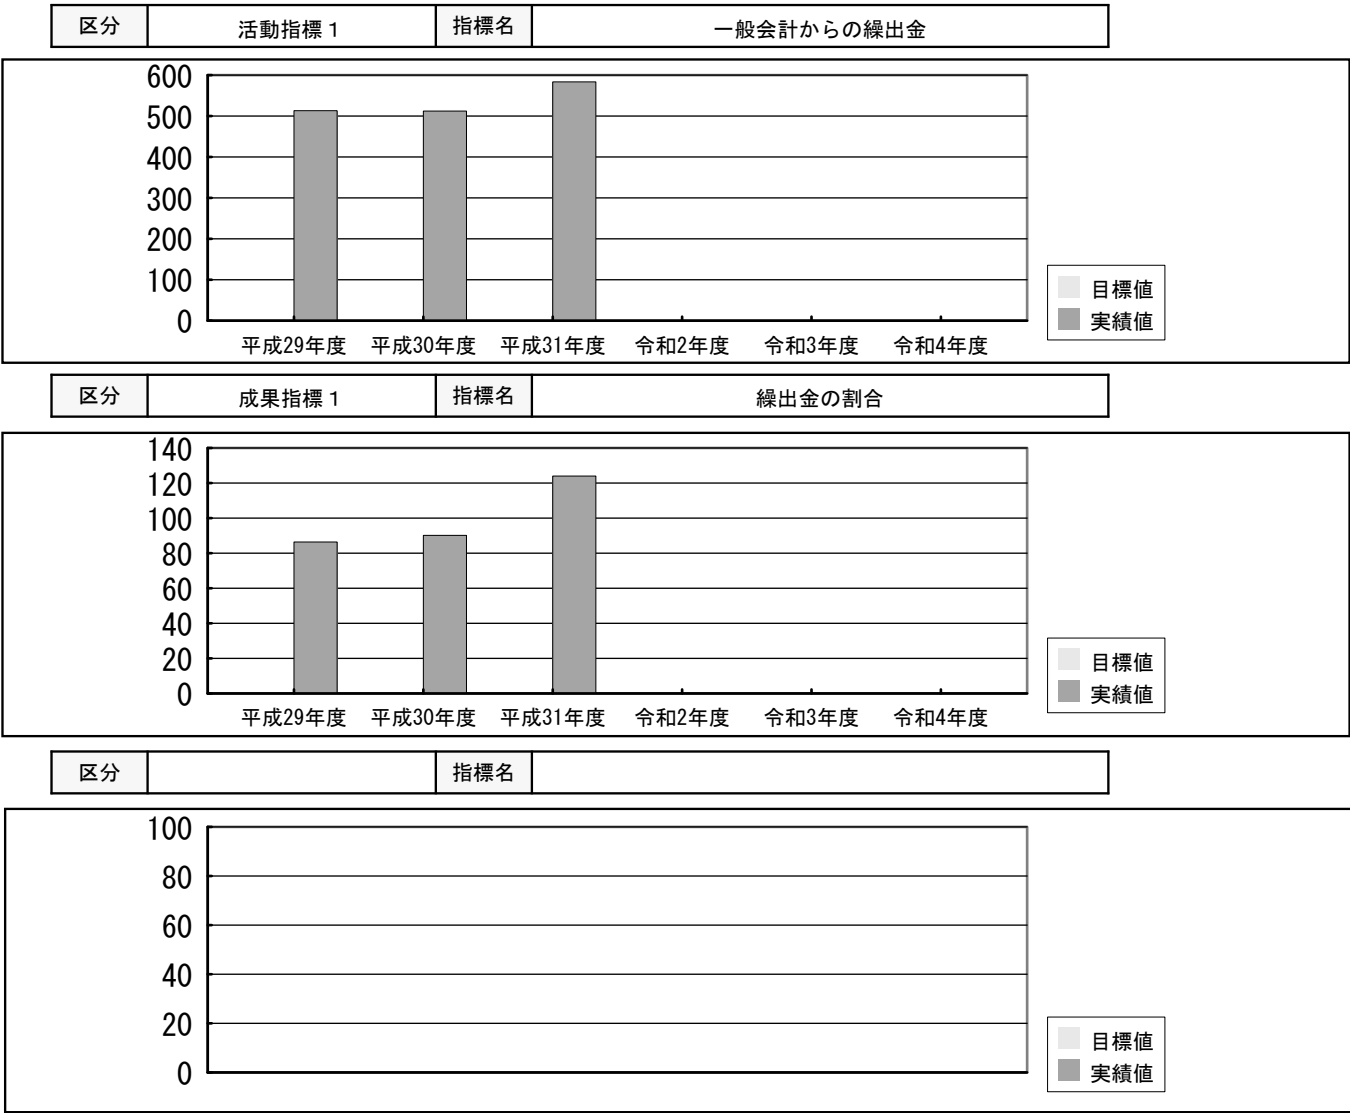 区分 活動指標１ 指標名 一般会計からの繰出金
600
500
400
300
200
100
0
平成29年度 平成30年度 平成31年度 令和2年度 令和3年度 令和4年度
目標値
実績値
区分 成果指標１ 指標名 繰出金の割合
140
120
100
80
60
40
20
0
平成29年度 平成30年度 平成31年度 令和2年度 令和3年度 令和4年度
目標値
実績値
区分 指標名
100
80
60
40
20
0
目標値
実績値